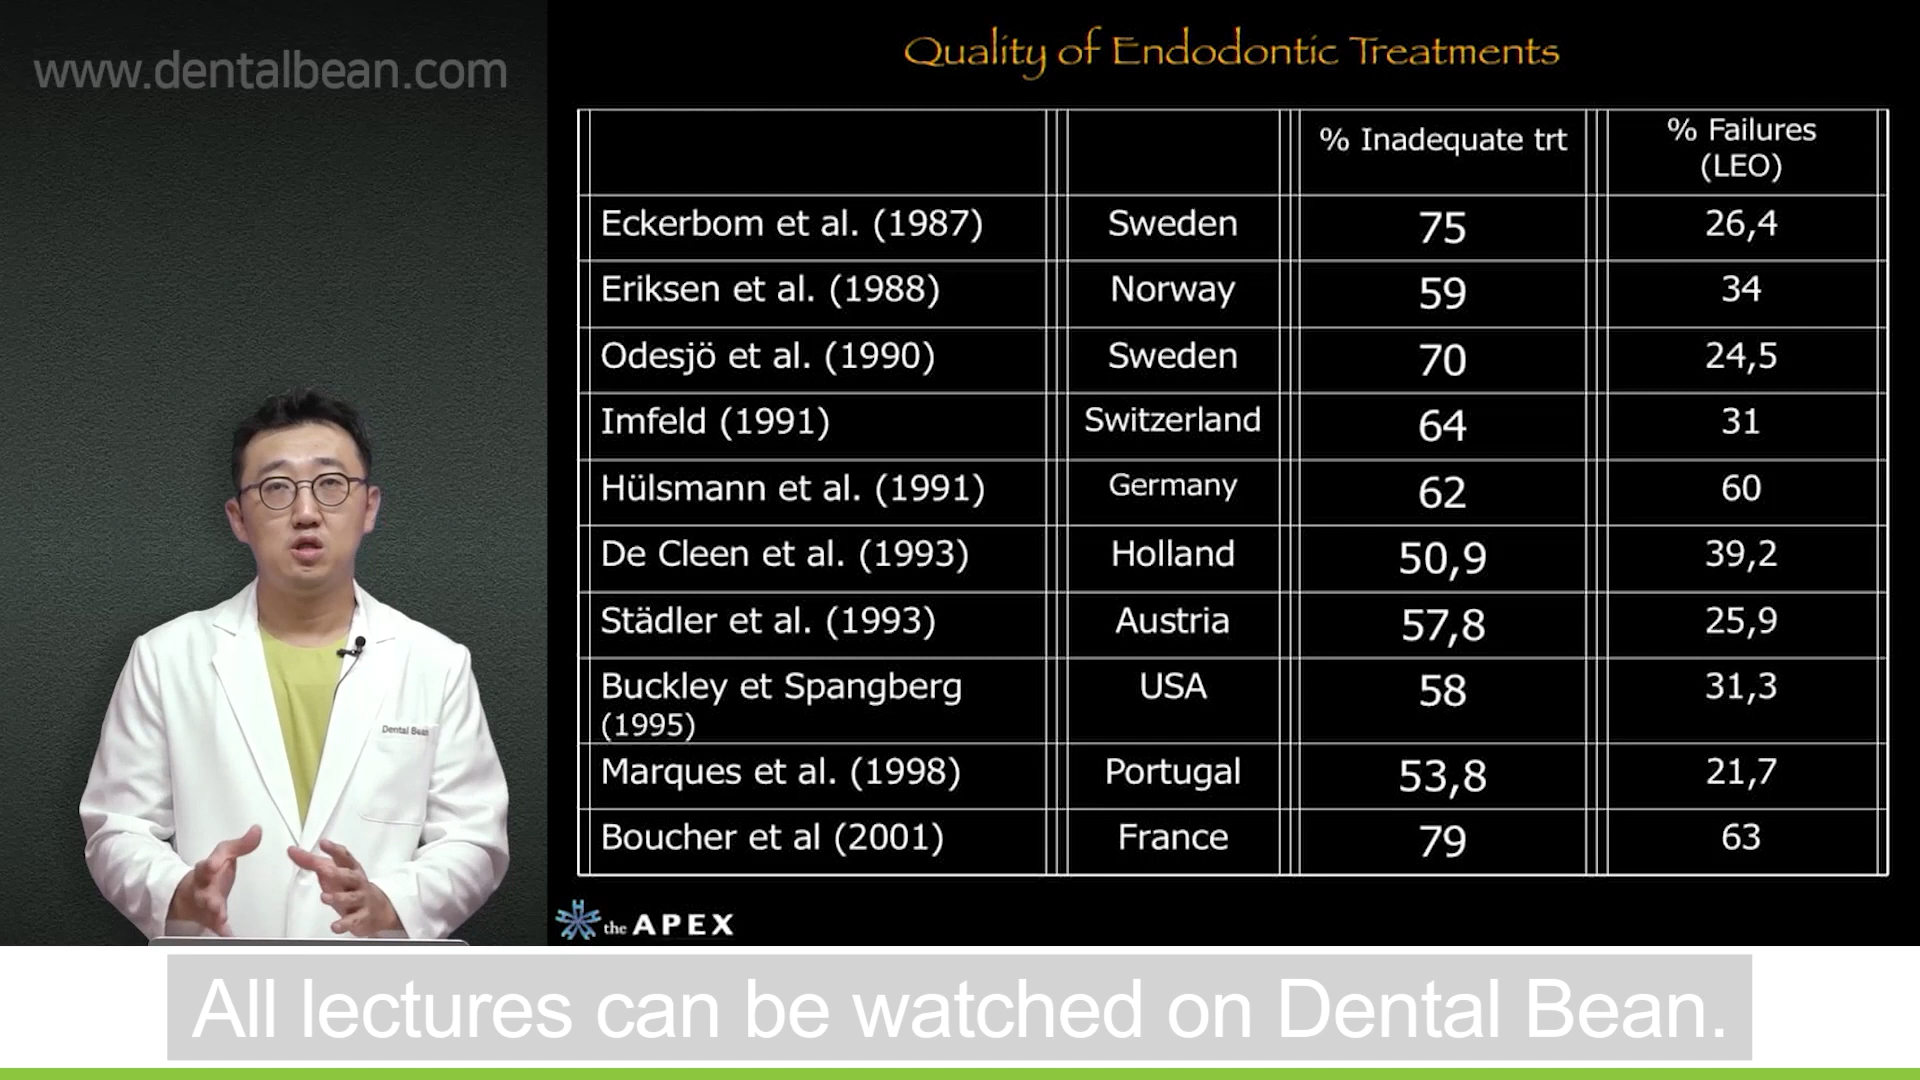 www.dentalbean.com
Quality of Endodontic Treatments
% Inadequate trt
% Failures
(LEO)
Eckerbom et al. (1987) Sweden 75 26,4
Eriksen et al. (1988) Norway 59 34
Odesjö et al. (1990) Sweden 70 24,5
Imfeld (1991) Switzerland 64 31
Hülsmann et al. (1991) Germany 62 60
De Cleen et al. (1993) Holland 50,9 39,2
Städler et al. (1993) Austria 57,8 25,9
Buckley et Spangberg USA 58 31,3
(1995)
Marques et al. (1998) Portugal 53,8 21,7
Boucher et al (2001) France 79 63
Dental Bean
the APEX
All lectures can be watched on Dental Bean.